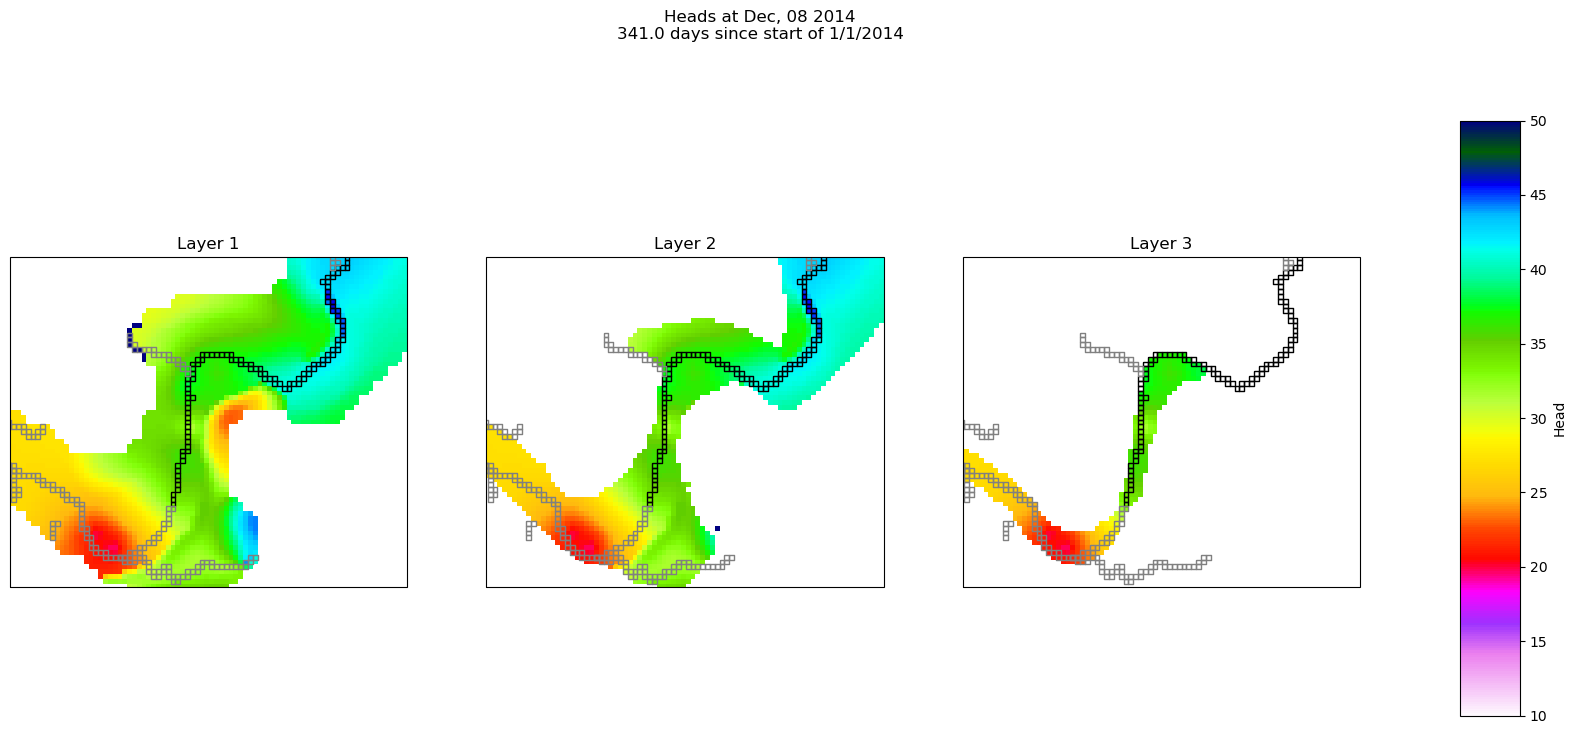 Heads at Dec, 08 2014
341.0 days since start of 1/1/2014
Layer 1
Layer 2
Layer 3
50
45
40
35
30
25
20
15
10
Head